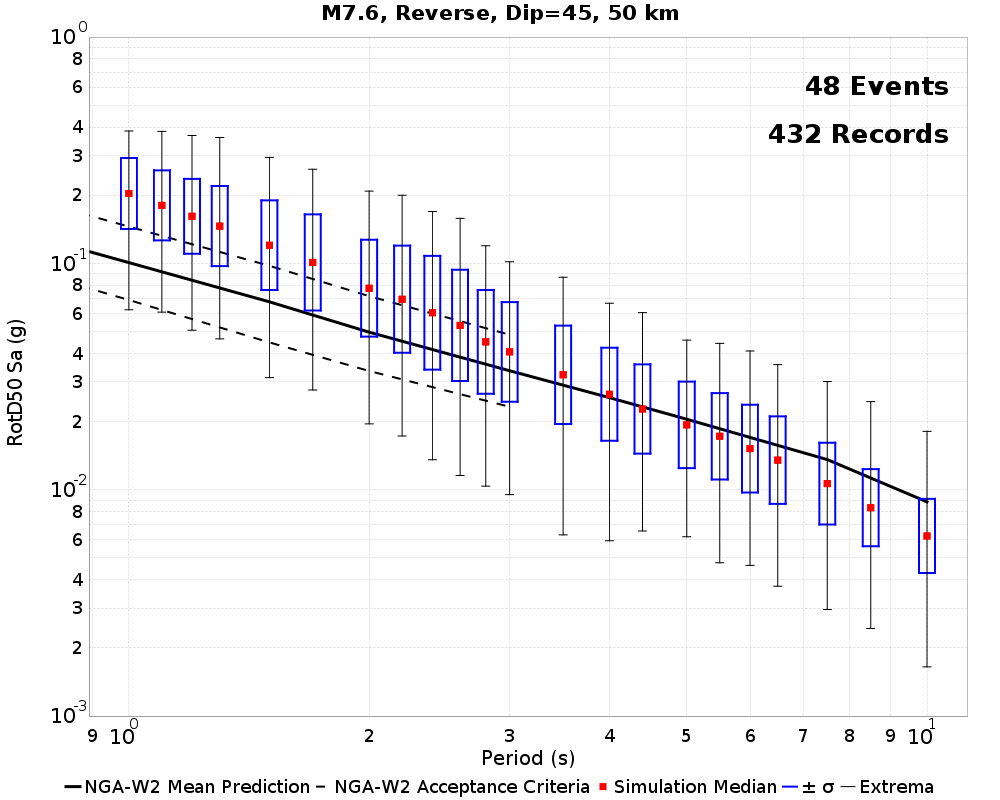 M7.6, Reverse, Dip=45, 50 km
48 Events
432 Records
RotD50 Sa (g)
10^0
8
6
4
3
2
10^-1
8
6
4
3
2
10^-2
8
6
4
3
2
10^-3
9 10^0 2 3 4 5 6 7 8 9 10^1
Period (s)
NGA-W2 Mean Prediction NGA-W2 Acceptance Criteria Simulation Median ± σ Extrema